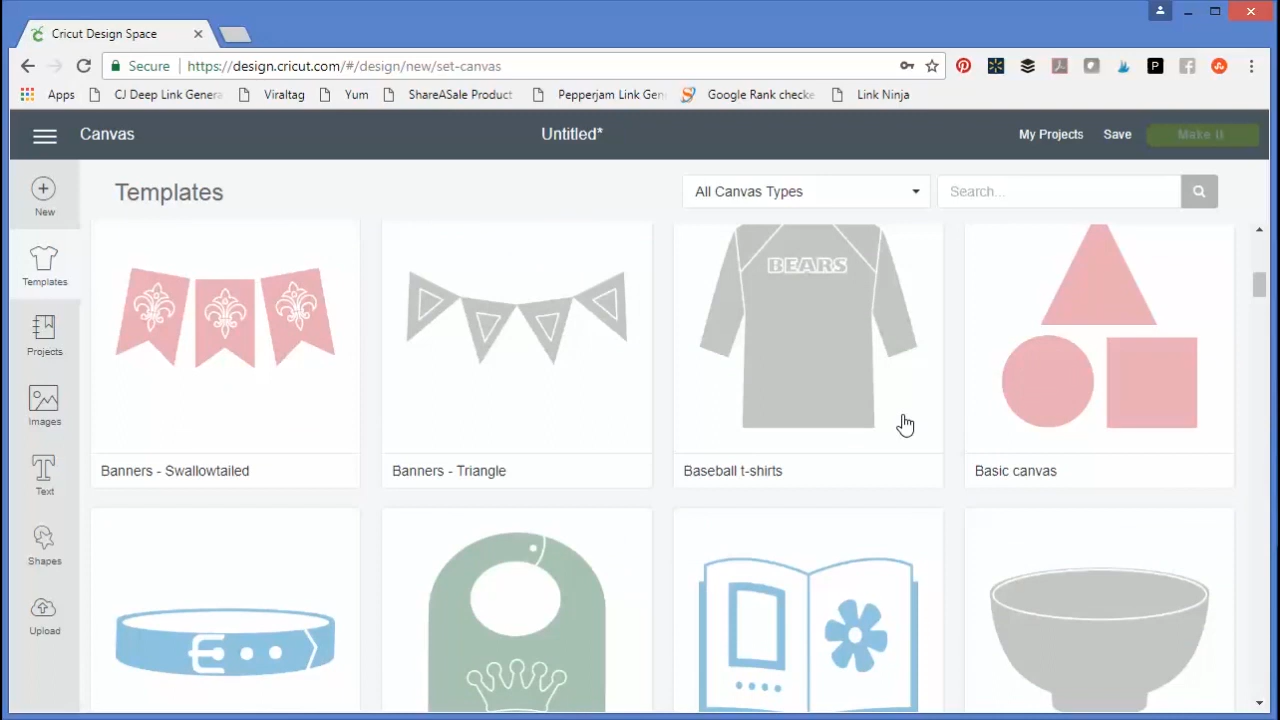 Cricut Design Space
Secure https://design.cricut.com/#/design/new/set-canvas
Apps CJ Deep Link Genera Viraltag Yum ShareASale Product Pepperjam Link Gen Google Rank checke Link Ninja
Canvas Untitled* My Projects Save Make It
New
Templates
Projects
Images
Text
Shapes
Upload
Templates All Canvas Types Search...
BEARS
Banners - Swallowtailed Banners - Triangle Baseball t-shirts Basic canvas